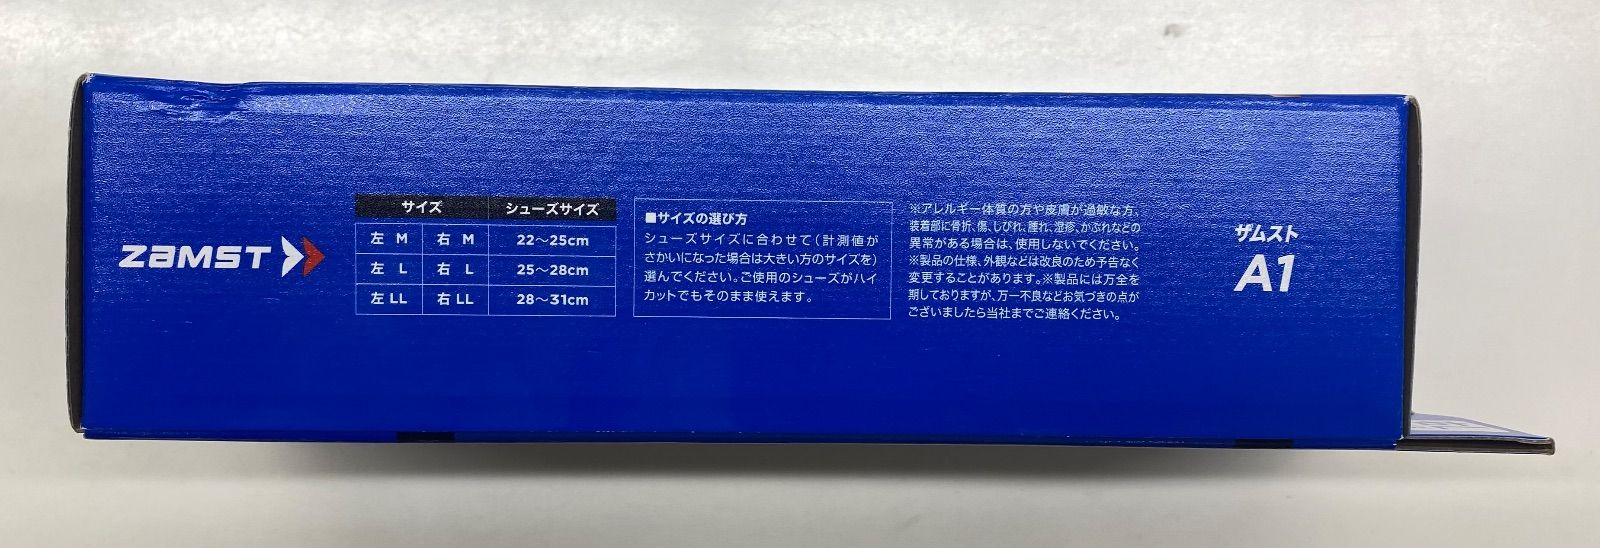 ZAMST
サイズ シューズサイズ
左 M 右 M 22〜25cm
左 L 右 L 25〜28cm
左 LL 右 LL 28〜31cm
■サイズの選び方
シューズサイズに合わせて(計測値が
さかいになった場合は大きい方のサイズを)
選んでください。ご使用のシューズがハイ
カットでもそのまま使えます。
※アレルギー体質の方や皮膚が過敏な方、
装着部に骨折、傷、しびれ、腫れ、湿疹、かぶれなどの
異常がある場合は、使用しないでください。
※製品の仕様、外観などは改良のため予告なく
変更することがあります。※製品には万全を
期しておりますが、万一不良などお気づきの点が
ございましたら当社までご連絡ください。
ザムスト
A1